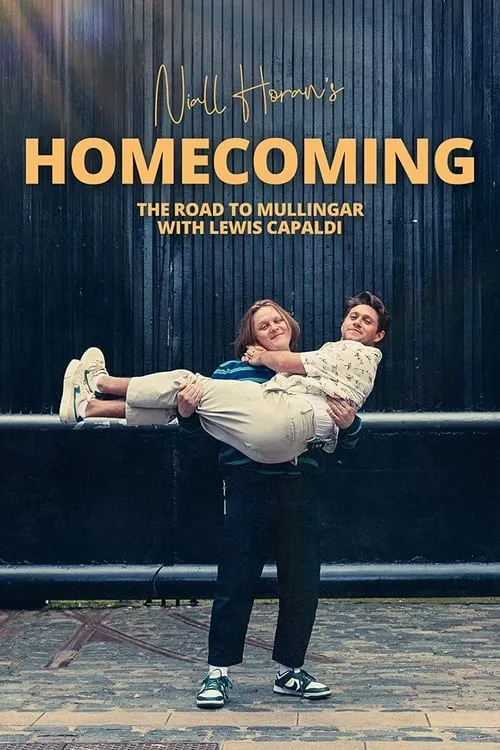 Niall Horan's
HOMECOMING
THE ROAD TO MULLINGAR
WITH LEWIS CAPALDI